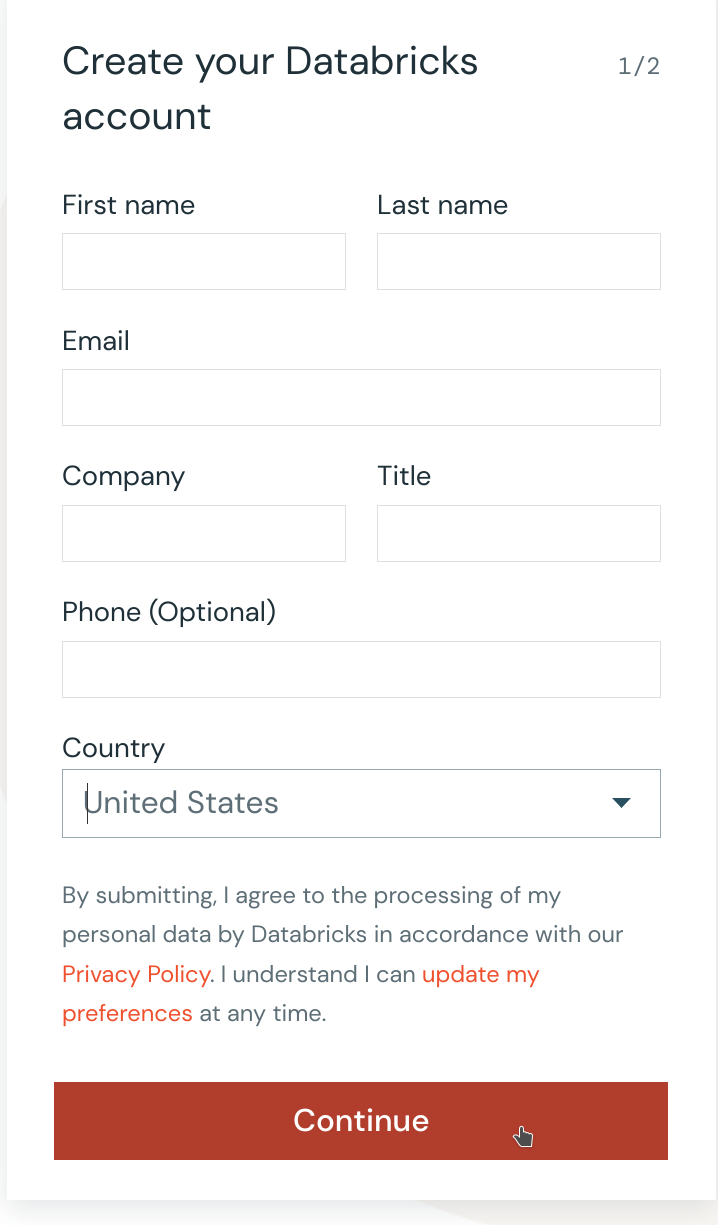 Create your Databricks
account
1/2
First name
Last name
Email
Company
Title
Phone (Optional)
Country
United States
By submitting, I agree to the processing of my
personal data by Databricks in accordance with our
Privacy Policy. I understand I can update my
preferences at any time.
Continue